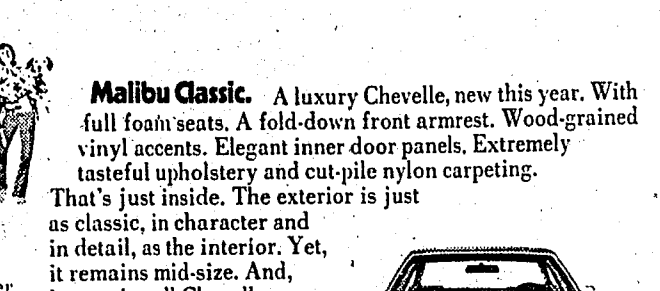 Malibu Classic. A luxury Chevelle, new this year. With
full foam seats. A fold-down front armrest. Wood-grained
vinyl accents. Elegant inner door panels. Extremely
tasteful upholstery and cut-pile nylon carpeting.
That's just inside. The exterior is just
as classic, in character and
in detail, as the interior. Yet,
it remains mid-size. And,